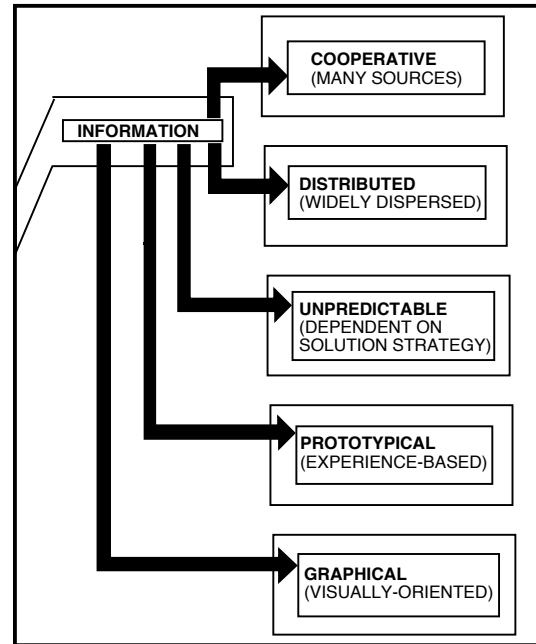 COOPERATIVE
(MANY SOURCES)
INFORMATION
DISTRIBUTED
(WIDELY DISPERSED)
UNPREDICTABLE
(DEPENDENT ON
SOLUTION STRATEGY)
PROTOTYPICAL
(EXPERIENCE-BASED)
GRAPHICAL
(VISUALLY-ORIENTED)